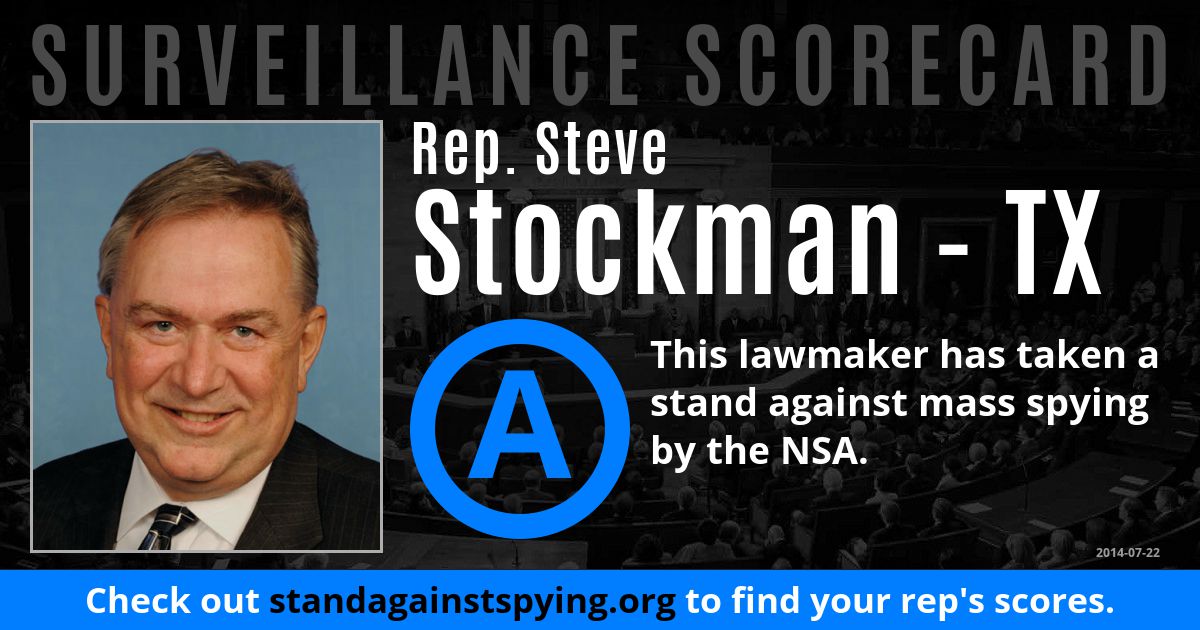 SURVEILLANCE SCORECARD
Rep. Steve
Stockman - TX
A
This lawmaker has taken a
stand against mass spying
by the NSA.
2014-07-22
Check out standagainstspying.org to find your rep's scores.